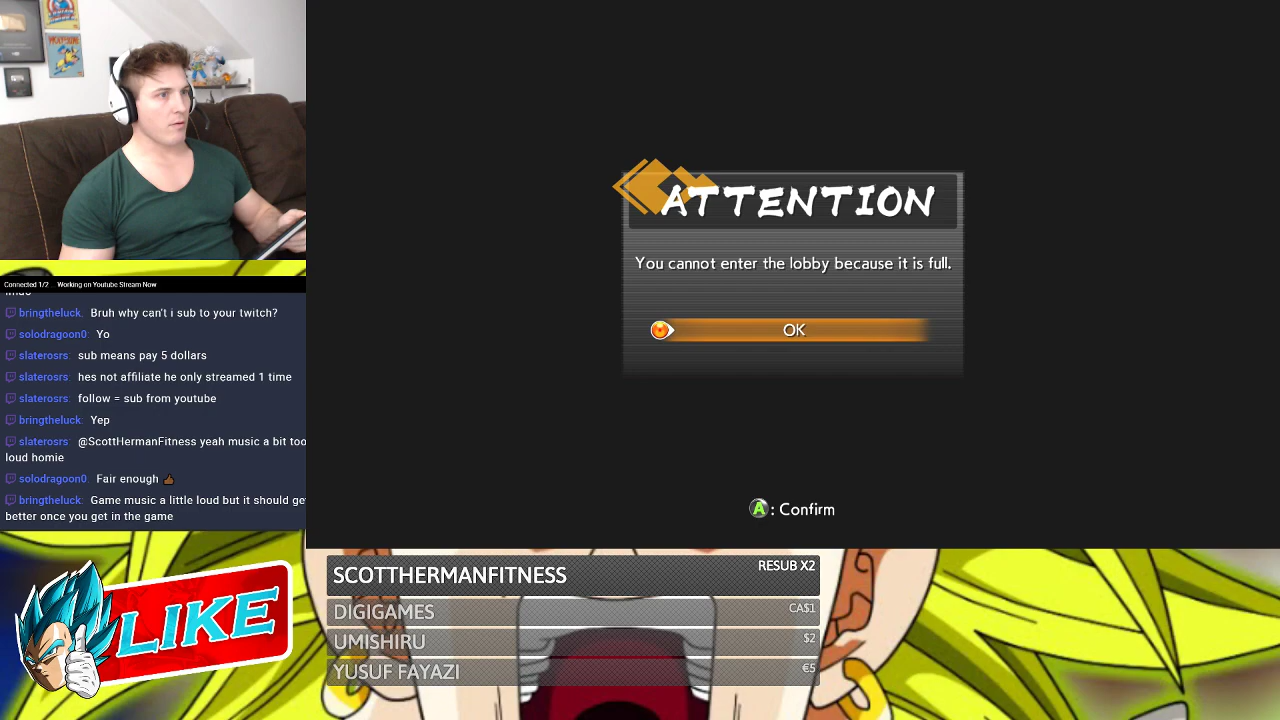 ATTENTION
You cannot enter the lobby because it is full.
OK
A: Confirm
Connected 1/2 Working on Youtube Stream Now
bringtheluck: Bruh why can't i sub to your twitch?
solodragoon0: Yo
slaterosrs: sub means pay 5 dollars
slaterosrs: hes not affiliate he only streamed 1 time
slaterosrs: follow = sub from youtube
bringtheluck: Yep
slaterosrs: @ScottHermanFitness yeah music a bit too
loud homie
solodragoon0: Fair enough 👍🏾
bringtheluck: Game music a little loud but it should ge
better once you get in the game
LIKE
SCOTTHERMANFITNESS RESUB X2
DIGIGAMES CA$1
UMISHIRU $2
YUSUF FAYAZI €5